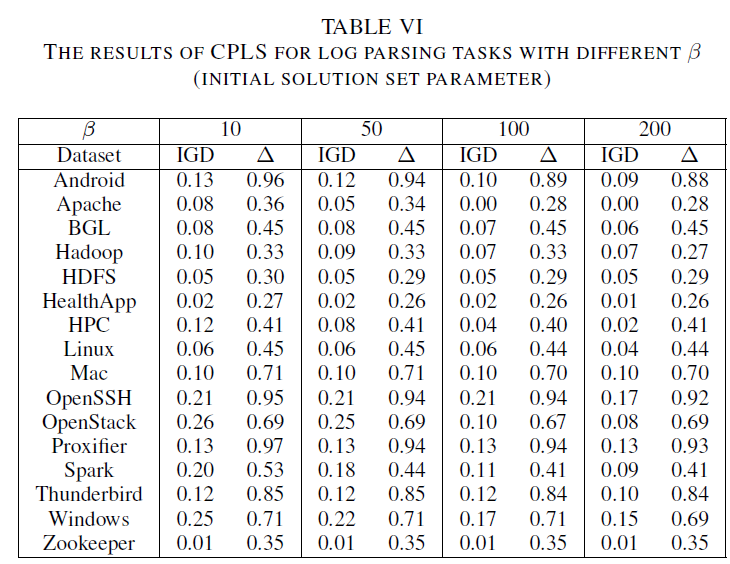 TABLE VI
THE RESULTS OF CPLS FOR LOG PARSING TASKS WITH DIFFERENT β
(INITIAL SOLUTION SET PARAMETER)
β 10 50 100 200
Dataset IGD Δ IGD Δ IGD Δ IGD Δ
Android 0.13 0.96 0.12 0.94 0.10 0.89 0.09 0.88
Apache 0.08 0.36 0.05 0.34 0.00 0.28 0.00 0.28
BGL 0.08 0.45 0.08 0.45 0.07 0.45 0.06 0.45
Hadoop 0.10 0.33 0.09 0.33 0.07 0.33 0.07 0.27
HDFS 0.05 0.30 0.05 0.29 0.05 0.29 0.05 0.29
HealthApp 0.02 0.27 0.02 0.26 0.02 0.26 0.01 0.26
HPC 0.12 0.41 0.08 0.41 0.04 0.40 0.02 0.41
Linux 0.06 0.45 0.06 0.45 0.06 0.44 0.04 0.44
Mac 0.10 0.71 0.10 0.71 0.10 0.70 0.10 0.70
OpenSSH 0.21 0.95 0.21 0.94 0.21 0.94 0.17 0.92
OpenStack 0.26 0.69 0.25 0.69 0.10 0.67 0.08 0.69
Proxifier 0.13 0.97 0.13 0.94 0.13 0.94 0.13 0.93
Spark 0.20 0.53 0.18 0.44 0.11 0.41 0.09 0.41
Thunderbird 0.12 0.85 0.12 0.85 0.12 0.84 0.10 0.84
Windows 0.25 0.71 0.22 0.71 0.17 0.71 0.15 0.69
Zookeeper 0.01 0.35 0.01 0.35 0.01 0.35 0.01 0.35